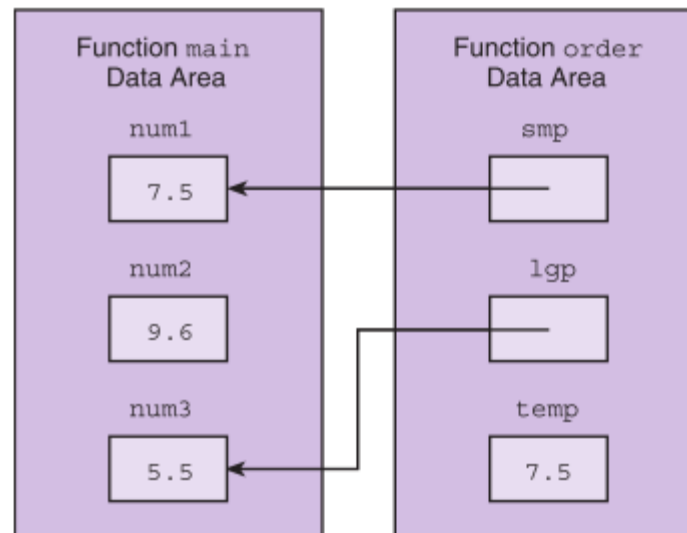 Function main
Data Area
num1
7.5
num2
9.6
num3
5.5
Function order
Data Area
smp
lgp
temp
7.5